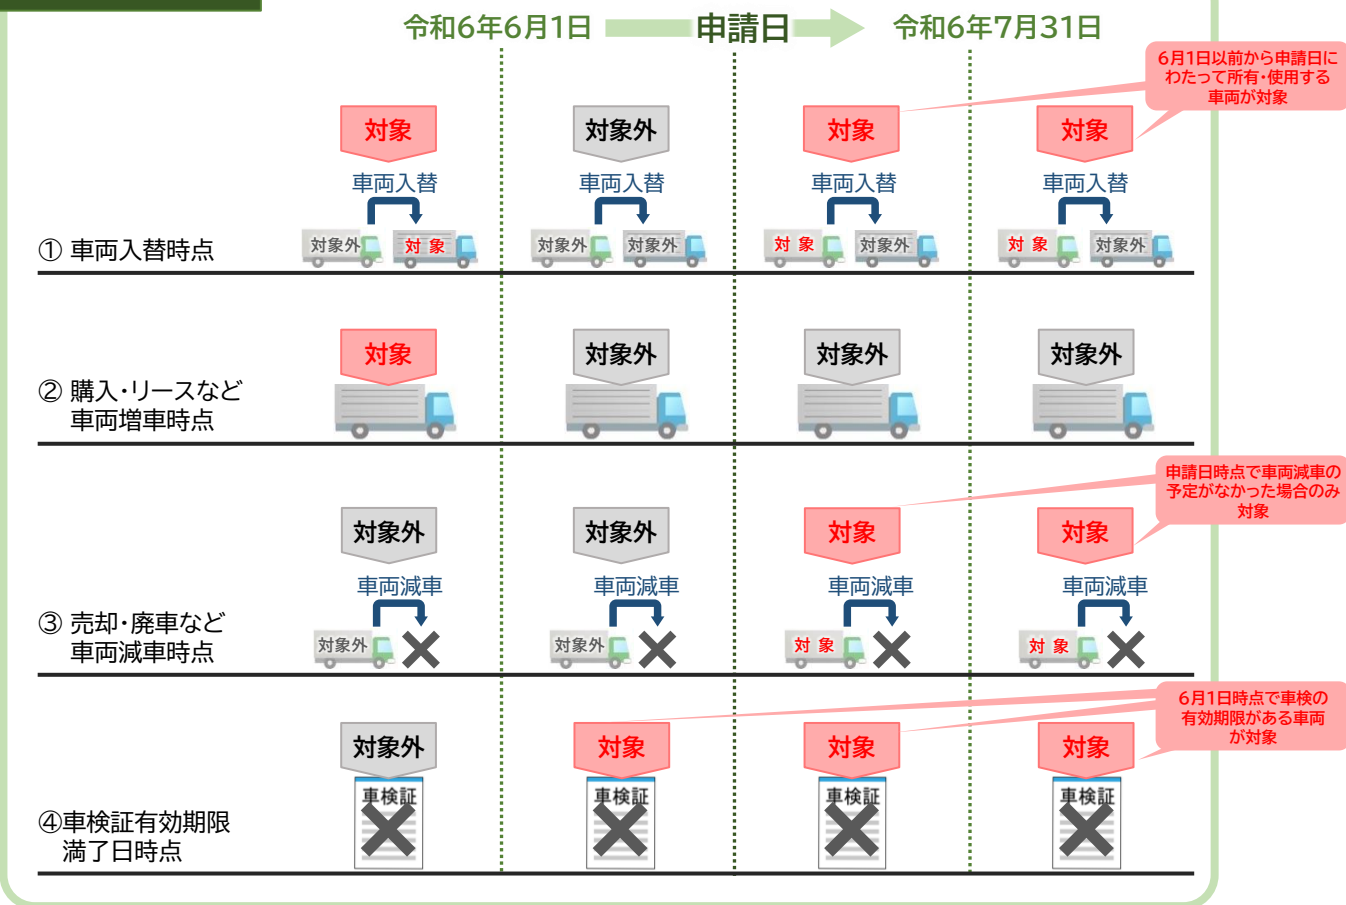 令和6年6月1日 申請日 令和6年7月31日
6月1日以前から申請日に
わたって所有・使用する
車両が対象
対象 対象外 対象 対象
車両入替 車両入替 車両入替 車両入替
① 車両入替時点
対象外 対象 対象外 対象外 対象 対象外 対象 対象外
対象 対象外 対象外 対象外
② 購入・リースなど
車両増車時点
申請日時点で車両減車の
予定がなかった場合のみ
対象
対象外 対象外 対象 対象
車両減車 車両減車 車両減車 車両減車
③ 売却・廃車など
車両減車時点
対象外 対象外 対象 対象
6月1日時点で車検の
有効期限がある車両
が対象
対象外 対象 対象 対象
車検証 車検証 車検証 車検証
④車検証有効期限
満了日時点